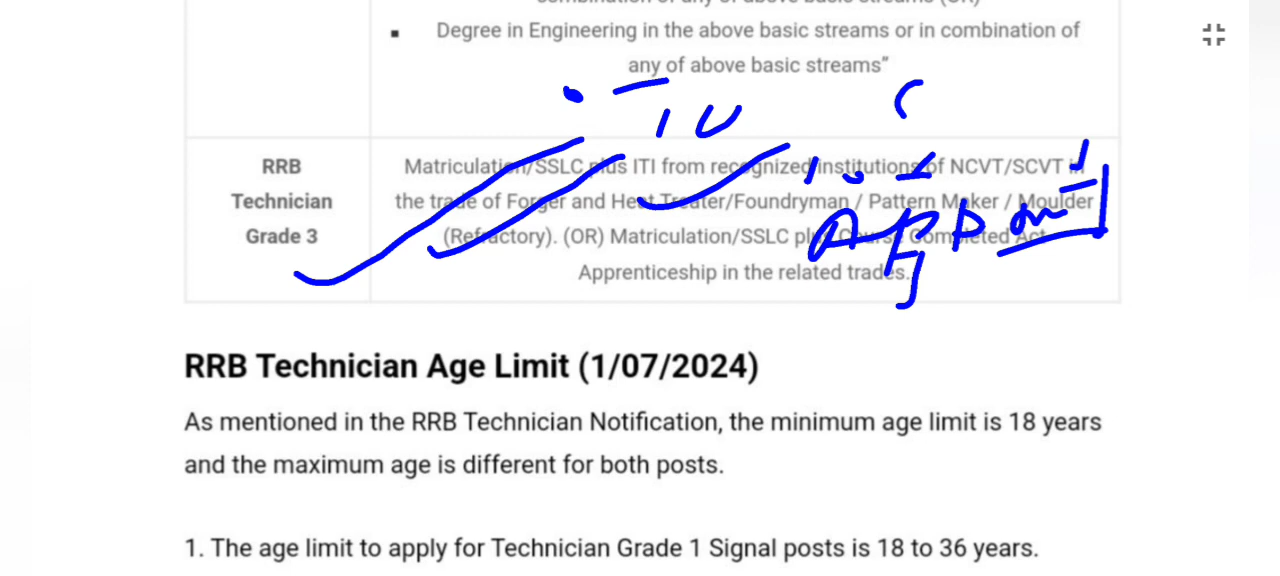 Degree in Engineering in the above basic streams or in combination of
any of above basic streams”
RRB Technician Grade 3
Matriculation/SSLC plus ITI from recognized institutions of NCVT/SCVT in
the trade of Forger and Heat Treater/Foundryman / Pattern Maker / Moulder
(Refractory). (OR) Matriculation/SSLC plus Course Completed Act
Apprenticeship in the related trades.
RRB Technician Age Limit (1/07/2024)
As mentioned in the RRB Technician Notification, the minimum age limit is 18 years
and the maximum age is different for both posts.
1. The age limit to apply for Technician Grade 1 Signal posts is 18 to 36 years.